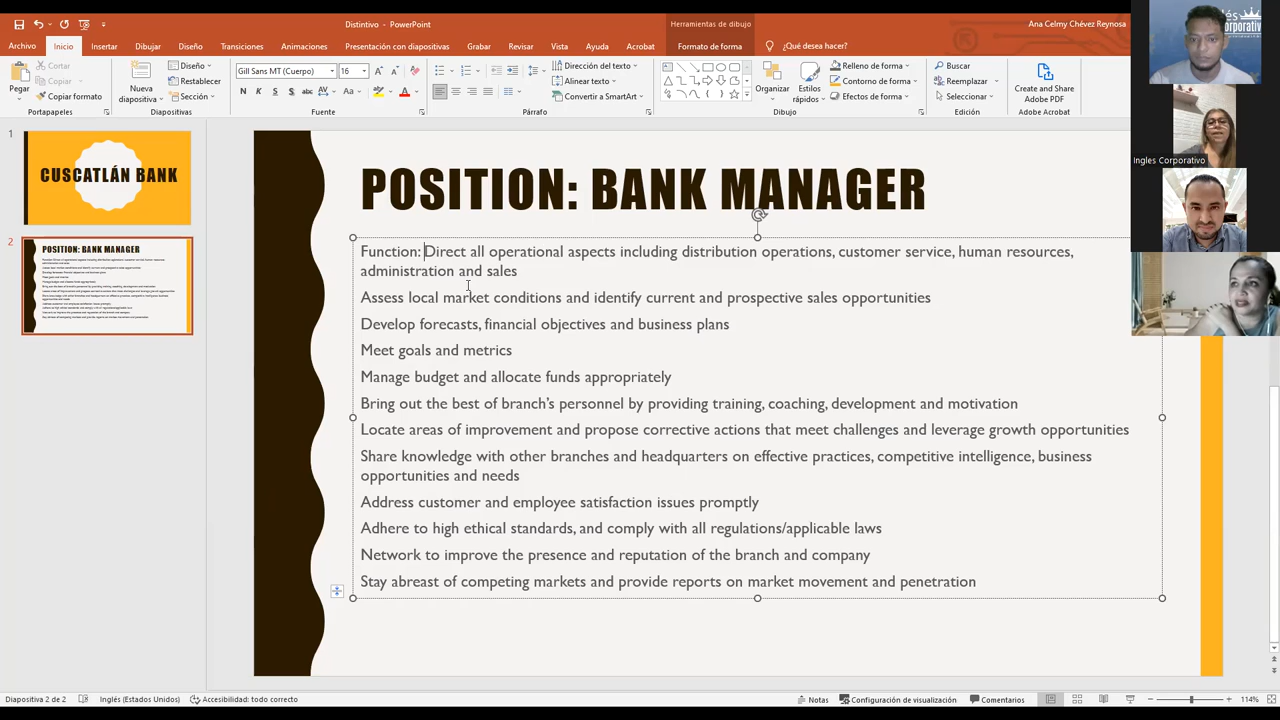 Distintivo - PowerPoint
Herramientas de dibujo
Ana Celmy Chávez Reynosa
Archivo Inicio Insertar Dibujar Diseño Transiciones Animaciones Presentación con diapositivas Grabar Revisar Vista Ayuda Acrobat Formato de forma ¿Qué desea hacer?
Pegar
Cortar
Copiar
Copiar formato
Portapapeles
Nueva diapositiva
Diseño
Restablecer
Sección
Diapositivas
Gill Sans MT (Cuerpo) 16
Fuente
Dirección del texto
Alinear texto
Convertir a SmartArt
Párrafo
Organizar
Estilos rápidos
Relleno de forma
Contorno de forma
Efectos de forma
Dibujo
Buscar
Reemplazar
Seleccionar
Edición
Create and Share Adobe PDF
Adobe Acrobat
Ingles Corporativo
1
CUSCATLÁN BANK
2
POSITION: BANK MANAGER
POSITION: BANK MANAGER
Function: Direct all operational aspects including distribution operations, customer service, human resources,
administration and sales
Assess local market conditions and identify current and prospective sales opportunities
Develop forecasts, financial objectives and business plans
Meet goals and metrics
Manage budget and allocate funds appropriately
Bring out the best of branch’s personnel by providing training, coaching, development and motivation
Locate areas of improvement and propose corrective actions that meet challenges and leverage growth opportunities
Share knowledge with other branches and headquarters on effective practices, competitive intelligence, business
opportunities and needs
Address customer and employee satisfaction issues promptly
Adhere to high ethical standards, and comply with all regulations/applicable laws
Network to improve the presence and reputation of the branch and company
Stay abreast of competing markets and provide reports on market movement and penetration
Diapositiva 2 de 2 Inglés (Estados Unidos) Accesibilidad: todo correcto Notas Configuración de visualización Comentarios 114%